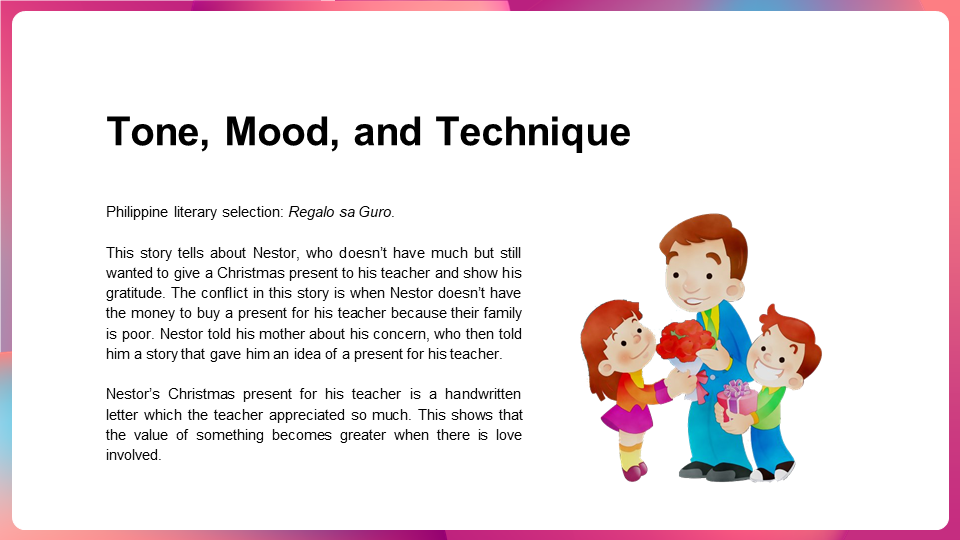 Tone, Mood, and Technique
Philippine literary selection: Regalo sa Guro.
This story tells about Nestor, who doesn’t have much but still
wanted to give a Christmas present to his teacher and show his
gratitude. The conflict in this story is when Nestor doesn’t have
the money to buy a present for his teacher because their family
is poor. Nestor told his mother about his concern, who then told
him a story that gave him an idea of a present for his teacher.
Nestor’s Christmas present for his teacher is a handwritten
letter which the teacher appreciated so much. This shows that
the value of something becomes greater when there is love
involved.